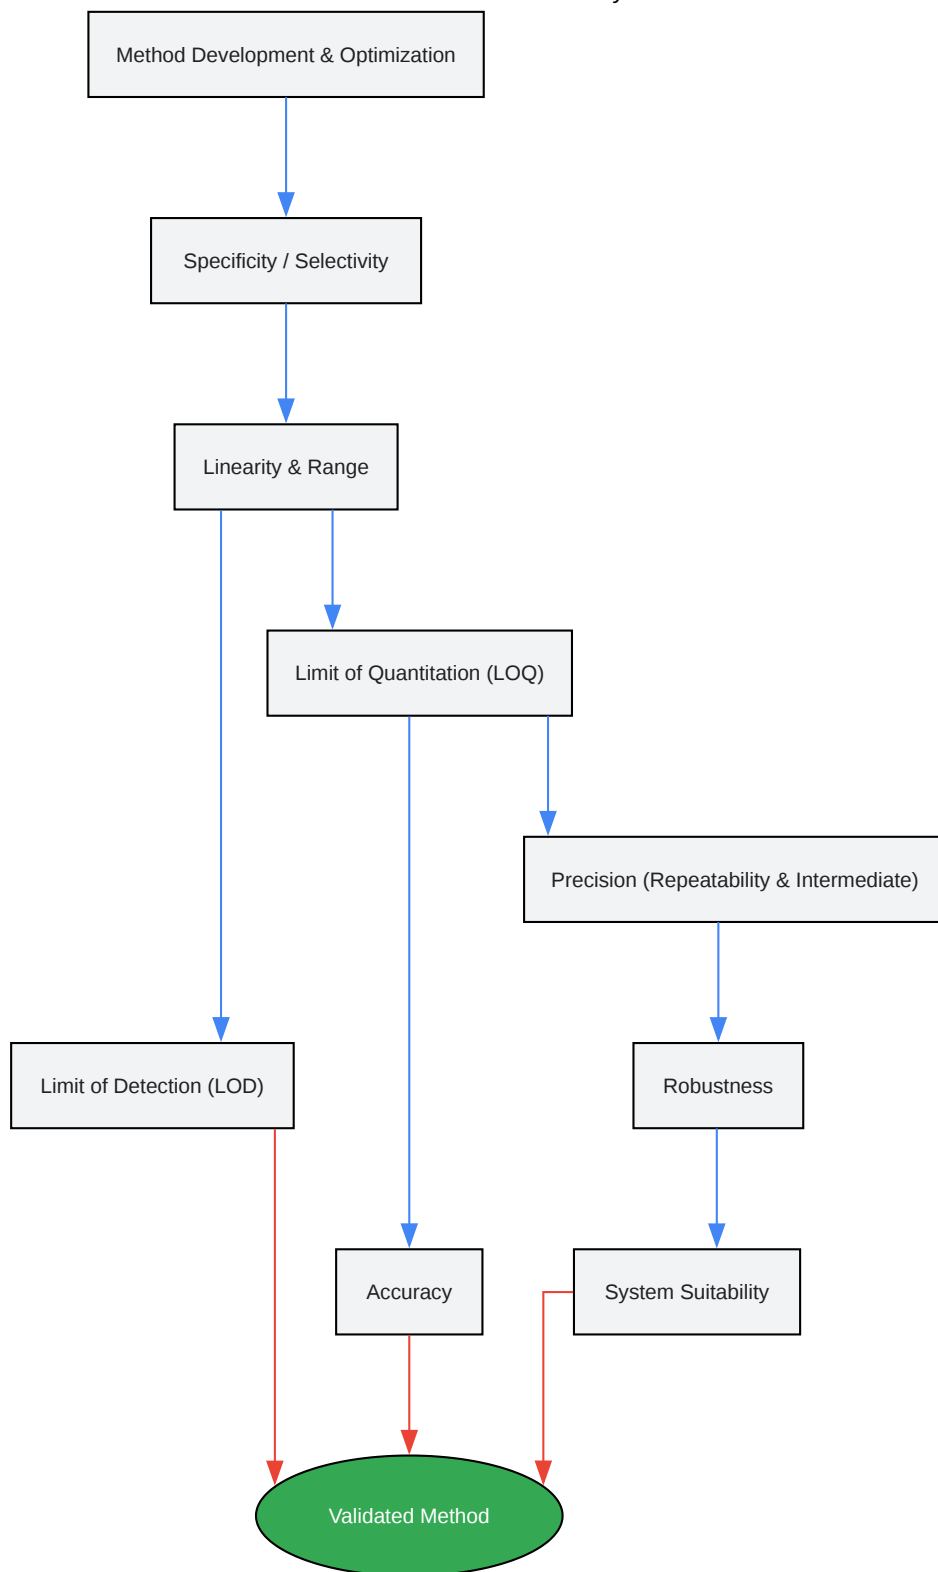 Method Development & Optimization
Specificity / Selectivity
Linearity & Range
Limit of Quantitation (LOQ)
Precision (Repeatability & Intermediate)
Limit of Detection (LOD)
Robustness
Accuracy
System Suitability
Validated Method